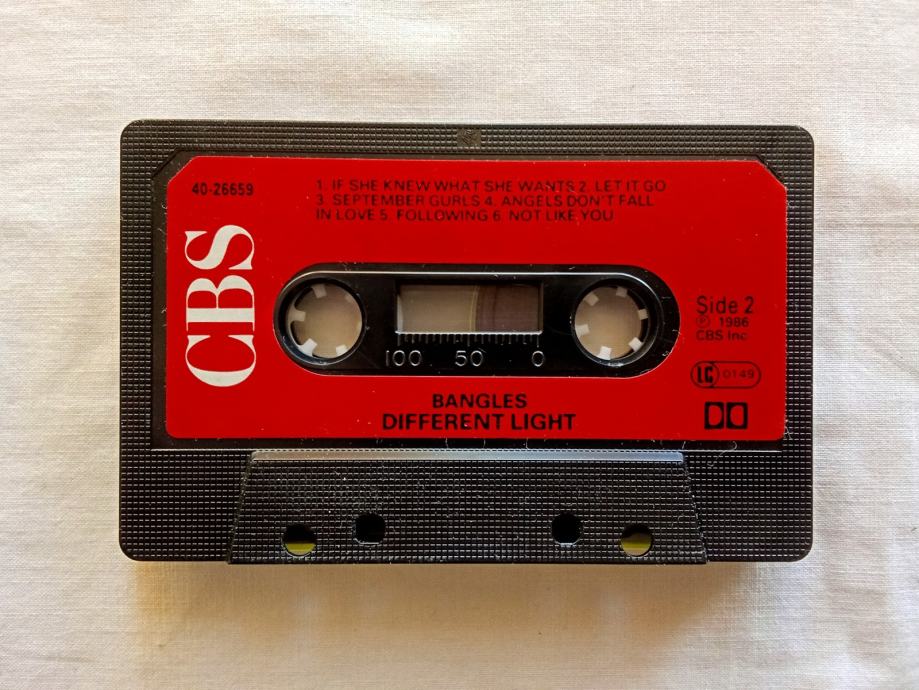 40-26659
1. IF SHE KNEW WHAT SHE WANTS 2. LET IT GO
3. SEPTEMBER GURLS 4. ANGELS DON'T FALL
IN LOVE 5. FOLLOWING 6. NOT LIKE YOU
CBS
Side 2
℗ 1986
CBS Inc
100 50 0
LC 0149
BANGLES
DIFFERENT LIGHT